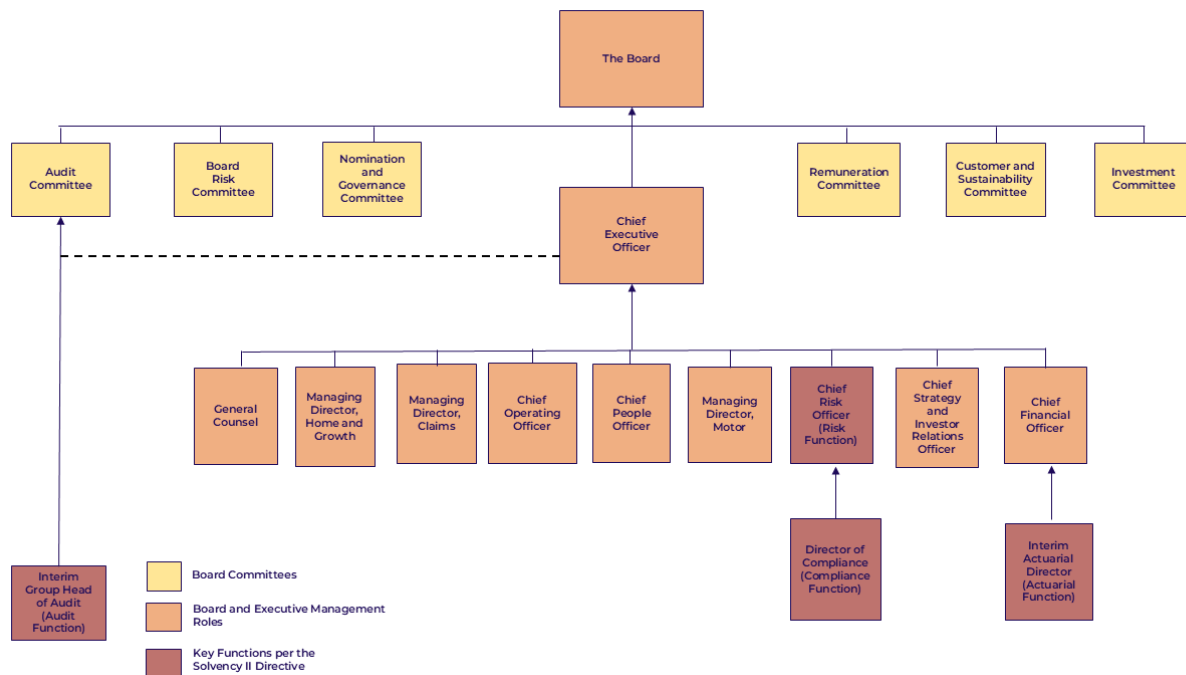 The Board
Audit
Committee
Board
Risk
Committee
Nomination
and
Governance
Committee
Remuneration
Committee
Customer and
Sustainability
Committee
Investment
Committee
Chief
Executive
Officer
General
Counsel
Managing
Director,
Home and
Growth
Managing
Director,
Claims
Chief
Operating
Officer
Chief
People
Officer
Managing
Director,
Motor
Chief
Risk
Officer
(Risk
Function)
Chief
Strategy
and
Investor
Relations
Officer
Chief
Financial
Officer
Interim
Group Head
of Audit
(Audit
Function)
Director of
Compliance
(Compliance
Function)
Interim
Actuarial
Director
(Actuarial
Function)
Board Committees
Board and Executive Management
Roles
Key Functions per the
Solvency II Directive